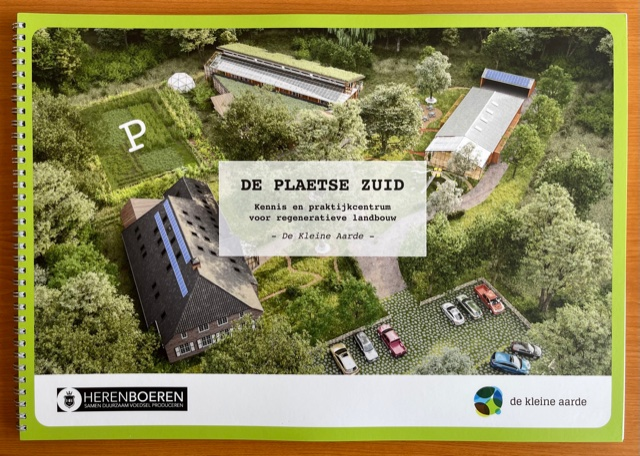 P
DE PLAETSE ZUID
Kennis en praktijkcentrum
voor regeneratieve landbouw
– De Kleine Aarde –
HERENBOEREN
SAMEN DUURZAAM VOEDSEL PRODUCEREN
de kleine aarde